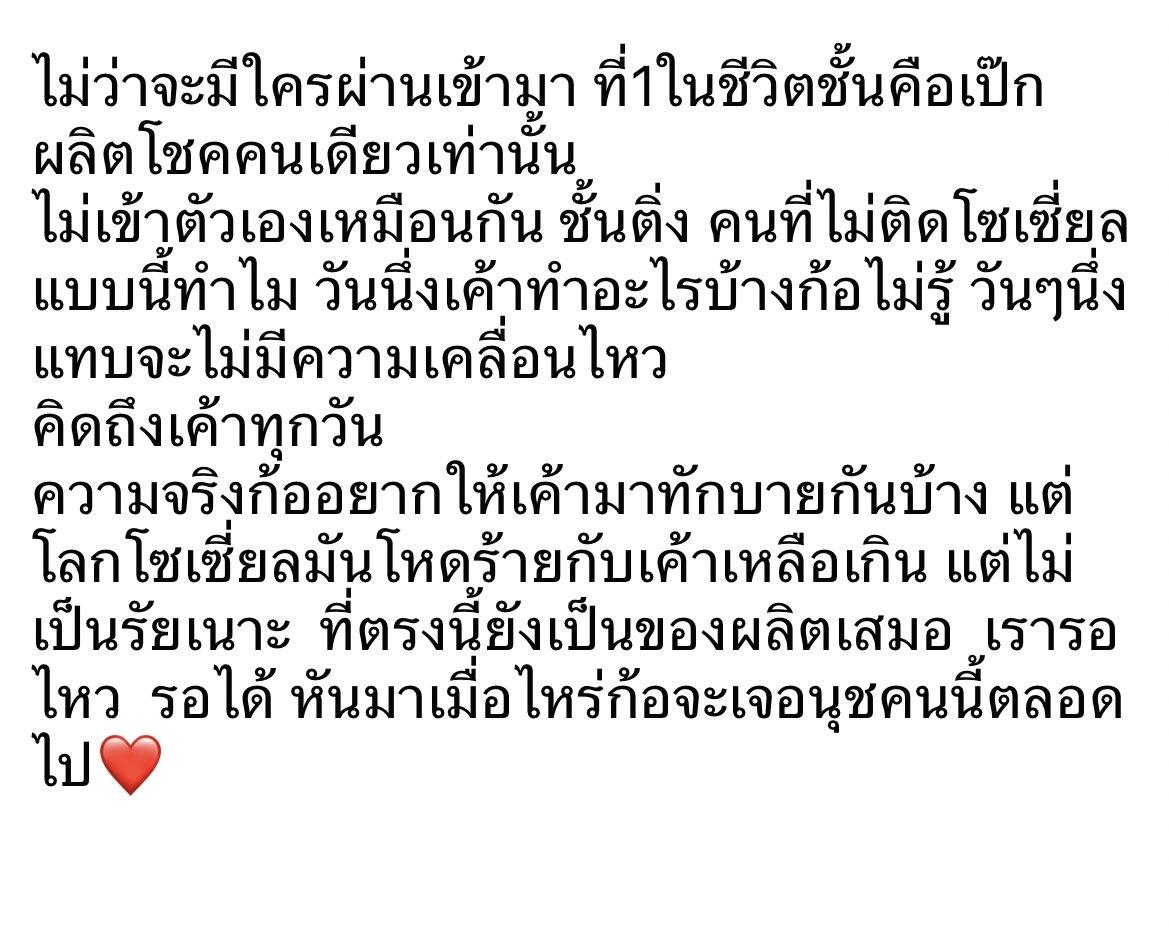 ไม่ว่าจะมีใครผ่านเข้ามา ที่1ในชีวิตชั้นคือเป๊ก
ผลิตโชคคนเดียวเท่านั้น
ไม่เข้าตัวเองเหมือนกัน ชั้นติ่ง คนที่ไม่ติดโซเซี่ยล
แบบนี้ทำไม วันนึ่งเค้าทำอะไรบ้างก้อไม่รู้ วันๆนึ่ง
แทบจะไม่มีความเคลื่อนไหว
คิดถึงเค้าทุกวัน
ความจริงก้ออยากให้เค้ามาทักบายกันบ้าง แต่
โลกโซเซี่ยลมันโหดร้ายกับเค้าเหลือเกิน แต่ไม่
เป็นรัยเนาะ  ที่ตรงนี้ยังเป็นของผลิตเสมอ  เรารอ
ไหว  รอได้ หันมาเมื่อไหร่ก้อจะเจอนุชคนนี้ตลอด
ไป❤️